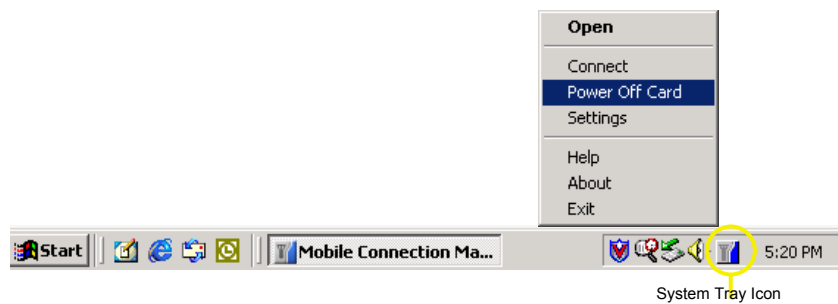 Open
Connect
Power Off Card
Settings
Help
About
Exit
Start
Mobile Connection Ma...
5:20 PM
System Tray Icon